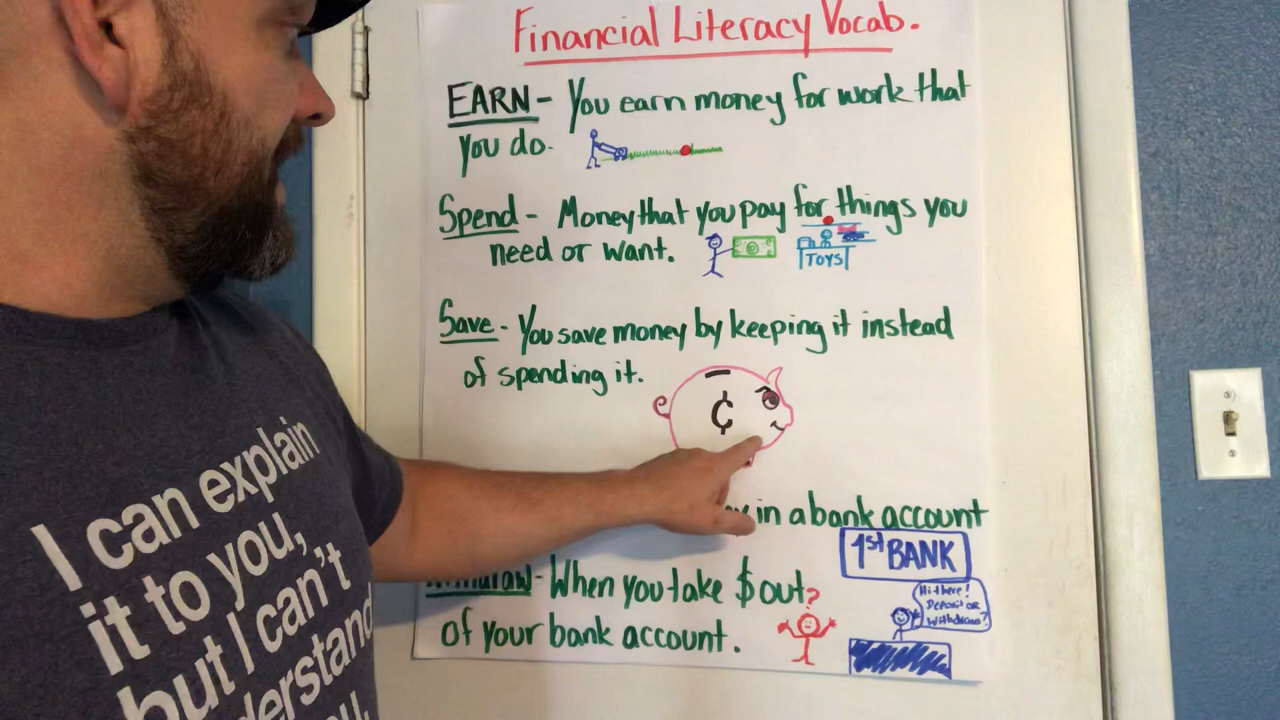 Financial Literacy Vocab.
EARN - You earn money for work that
you do.
Spend - Money that you pay for things you
need or want.
TOYS
Save - You save money by keeping it instead
of spending it.
¢
in a bank account
1st BANK
Withdraw - When you take $ out
?
Hi there!
Deposit or
Withdraw?
of your bank account.
I can explain
it to you,
but I can't
understand
you.